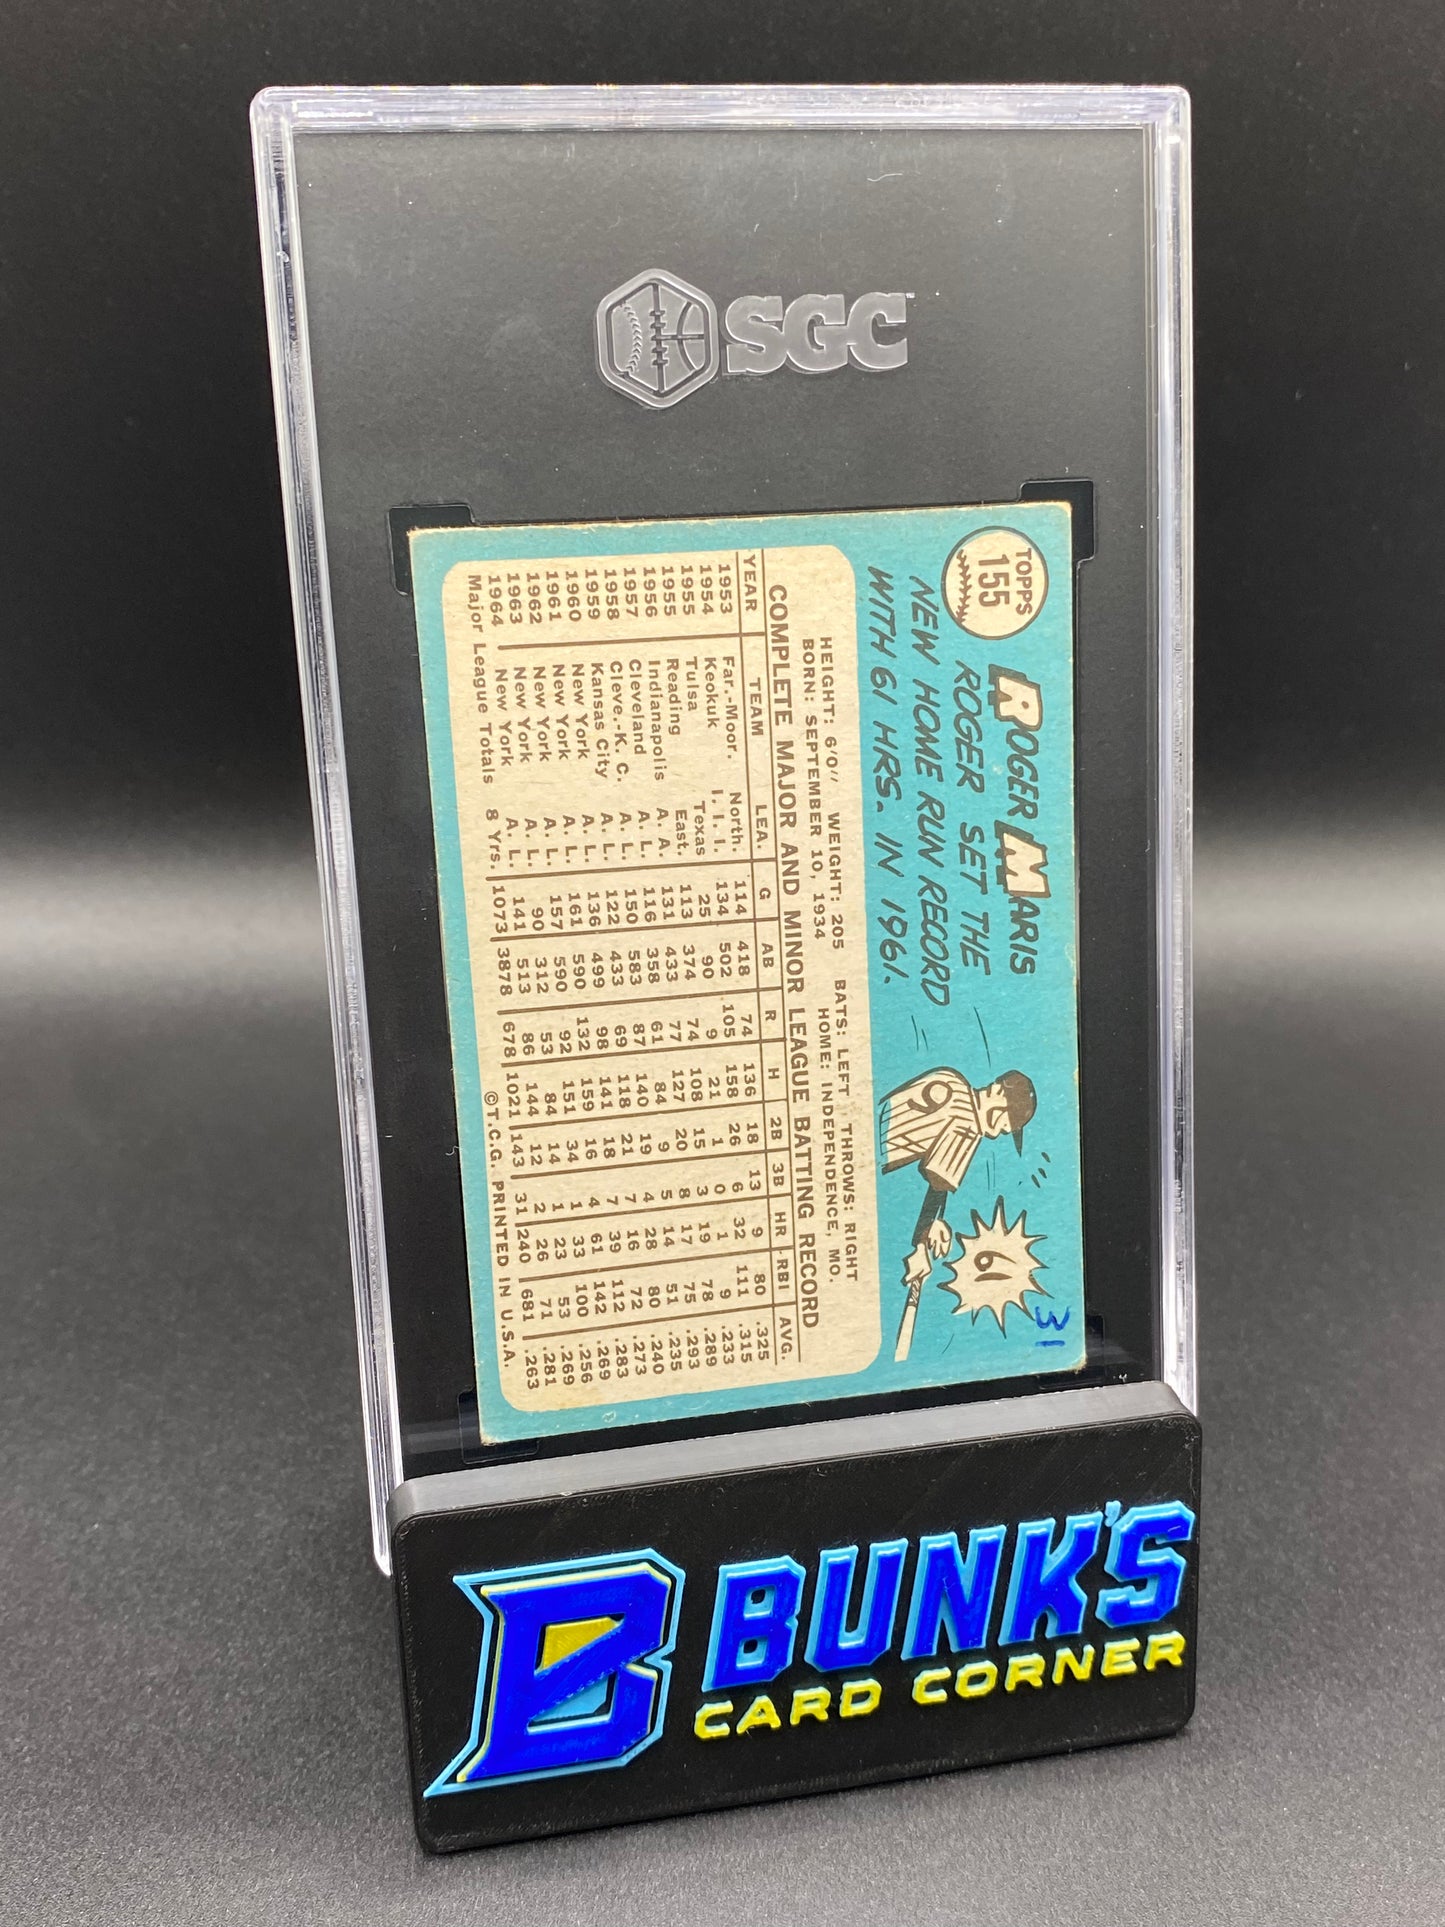 SGC
TOPPS
155
ROGER MARIS
31
ROGER SET THE
NEW HOME RUN RECORD
WITH 61 HRS. IN 1961.
9
61
HEIGHT: 6'0'' WEIGHT: 205 BATS: LEFT THROWS: RIGHT
BORN: SEPTEMBER 10, 1934 HOME: INDEPENDENCE, MO.
COMPLETE MAJOR AND MINOR LEAGUE BATTING RECORD
YEAR TEAM LEA. G AB R H 2B 3B HR RBI AVG.
1953 Far.-Moor. North. 114 418 74 136 18 13 9 80 .325
1954 Keokuk I. I. I. 134 502 105 158 26 6 32 111 .315
1955 Tulsa Texas 25 90 9 21 1 0 1 9 .233
1955 Reading East. 113 374 74 108 15 3 19 78 .289
1956 Indianapolis A. A. 131 433 77 127 20 8 17 75 .293
1957 Cleveland A. L. 116 358 61 84 9 5 14 51 .235
1958 Cleve.-K. C. A. L. 150 583 87 140 19 4 28 80 .240
1959 Kansas City A. L. 122 433 69 118 21 7 16 72 .273
1960 New York A. L. 136 499 98 141 18 7 39 112 .283
1961 New York A. L. 161 590 132 159 16 4 61 142 .269
1962 New York A. L. 157 590 92 151 34 1 33 100 .256
1963 New York A. L. 90 312 53 84 14 1 23 53 .269
1964 New York A. L. 141 513 86 144 12 2 26 71 .281
Major League Totals 8 Yrs. 1073 3878 678 1021 143 31 240 681 .263
©T.C.G. PRINTED IN U.S.A.
B BUNK'S
CARD CORNER